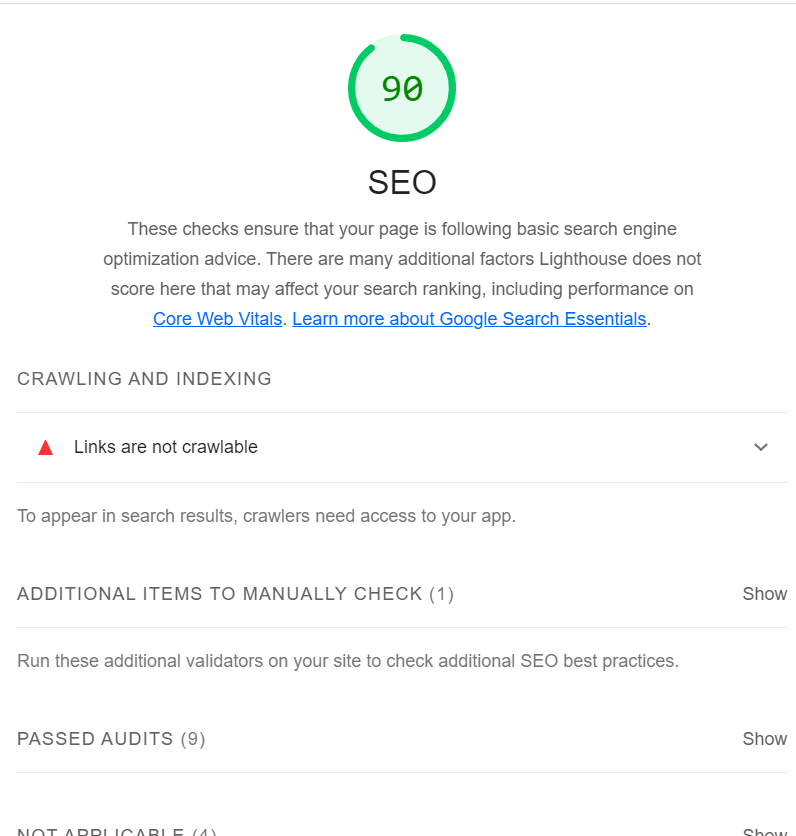 90
SEO
These checks ensure that your page is following basic search engine
optimization advice. There are many additional factors Lighthouse does not
score here that may affect your search ranking, including performance on
Core Web Vitals. Learn more about Google Search Essentials.
CRAWLING AND INDEXING
Links are not crawlable
To appear in search results, crawlers need access to your app.
ADDITIONAL ITEMS TO MANUALLY CHECK (1) Show
Run these additional validators on your site to check additional SEO best practices.
PASSED AUDITS (9) Show
NOT APPLICABLE (4) Show